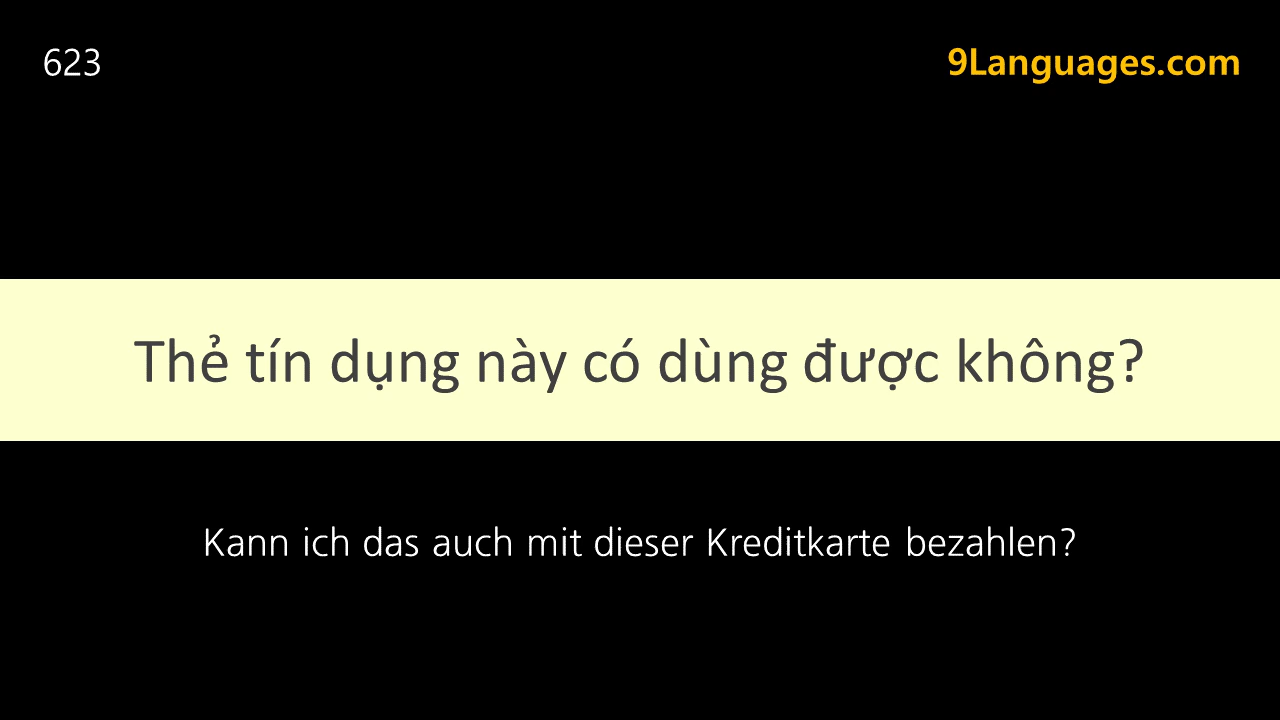 623
9Languages.com
Thẻ tín dụng này có dùng được không?
Kann ich das auch mit dieser Kreditkarte bezahlen?